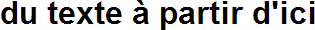 du texte à partir d'ici